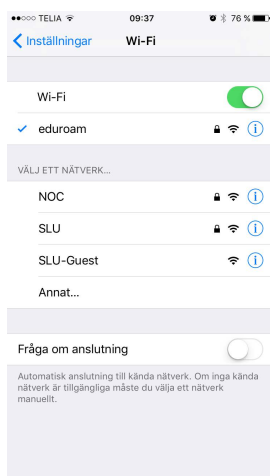 TELIA 09:37 76 %
Inställningar Wi-Fi
Wi-Fi
eduroam
VÄLJ ETT NÄTVERK...
NOC
SLU
SLU-Guest
Annat...
Fråga om anslutning
Automatisk anslutning till kända nätverk. Om inga kända
nätverk är tillgängliga måste du välja ett nätverk
manuellt.